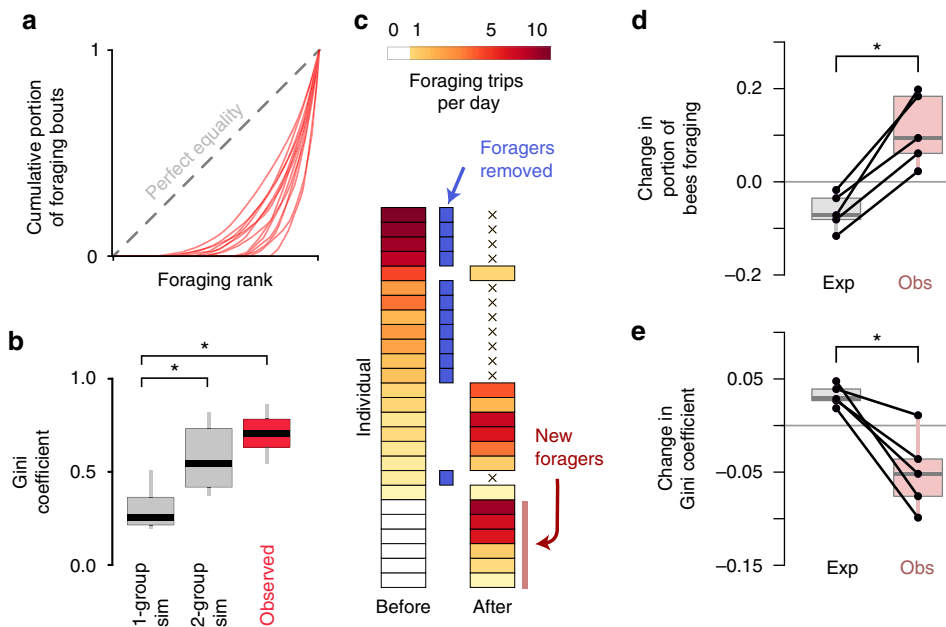 a
1
Cumulative portion
of foraging bouts
Perfect equality
0
Foraging rank
b
*
*
1.0
Gini
coefficient
0.5
0.0
1-group
sim
2-group
sim
Observed
c
0 1 5 10
Foraging trips
per day
Foragers
removed
Individual
×
×
×
×
×
×
×
×
×
×
×
×
New
foragers
Before
After
d
*
Change in
portion of
bees foraging
0.2
0.0
−0.2
Exp
Obs
e
*
Change in
Gini coefficient
0.05
−0.05
−0.15
Exp
Obs